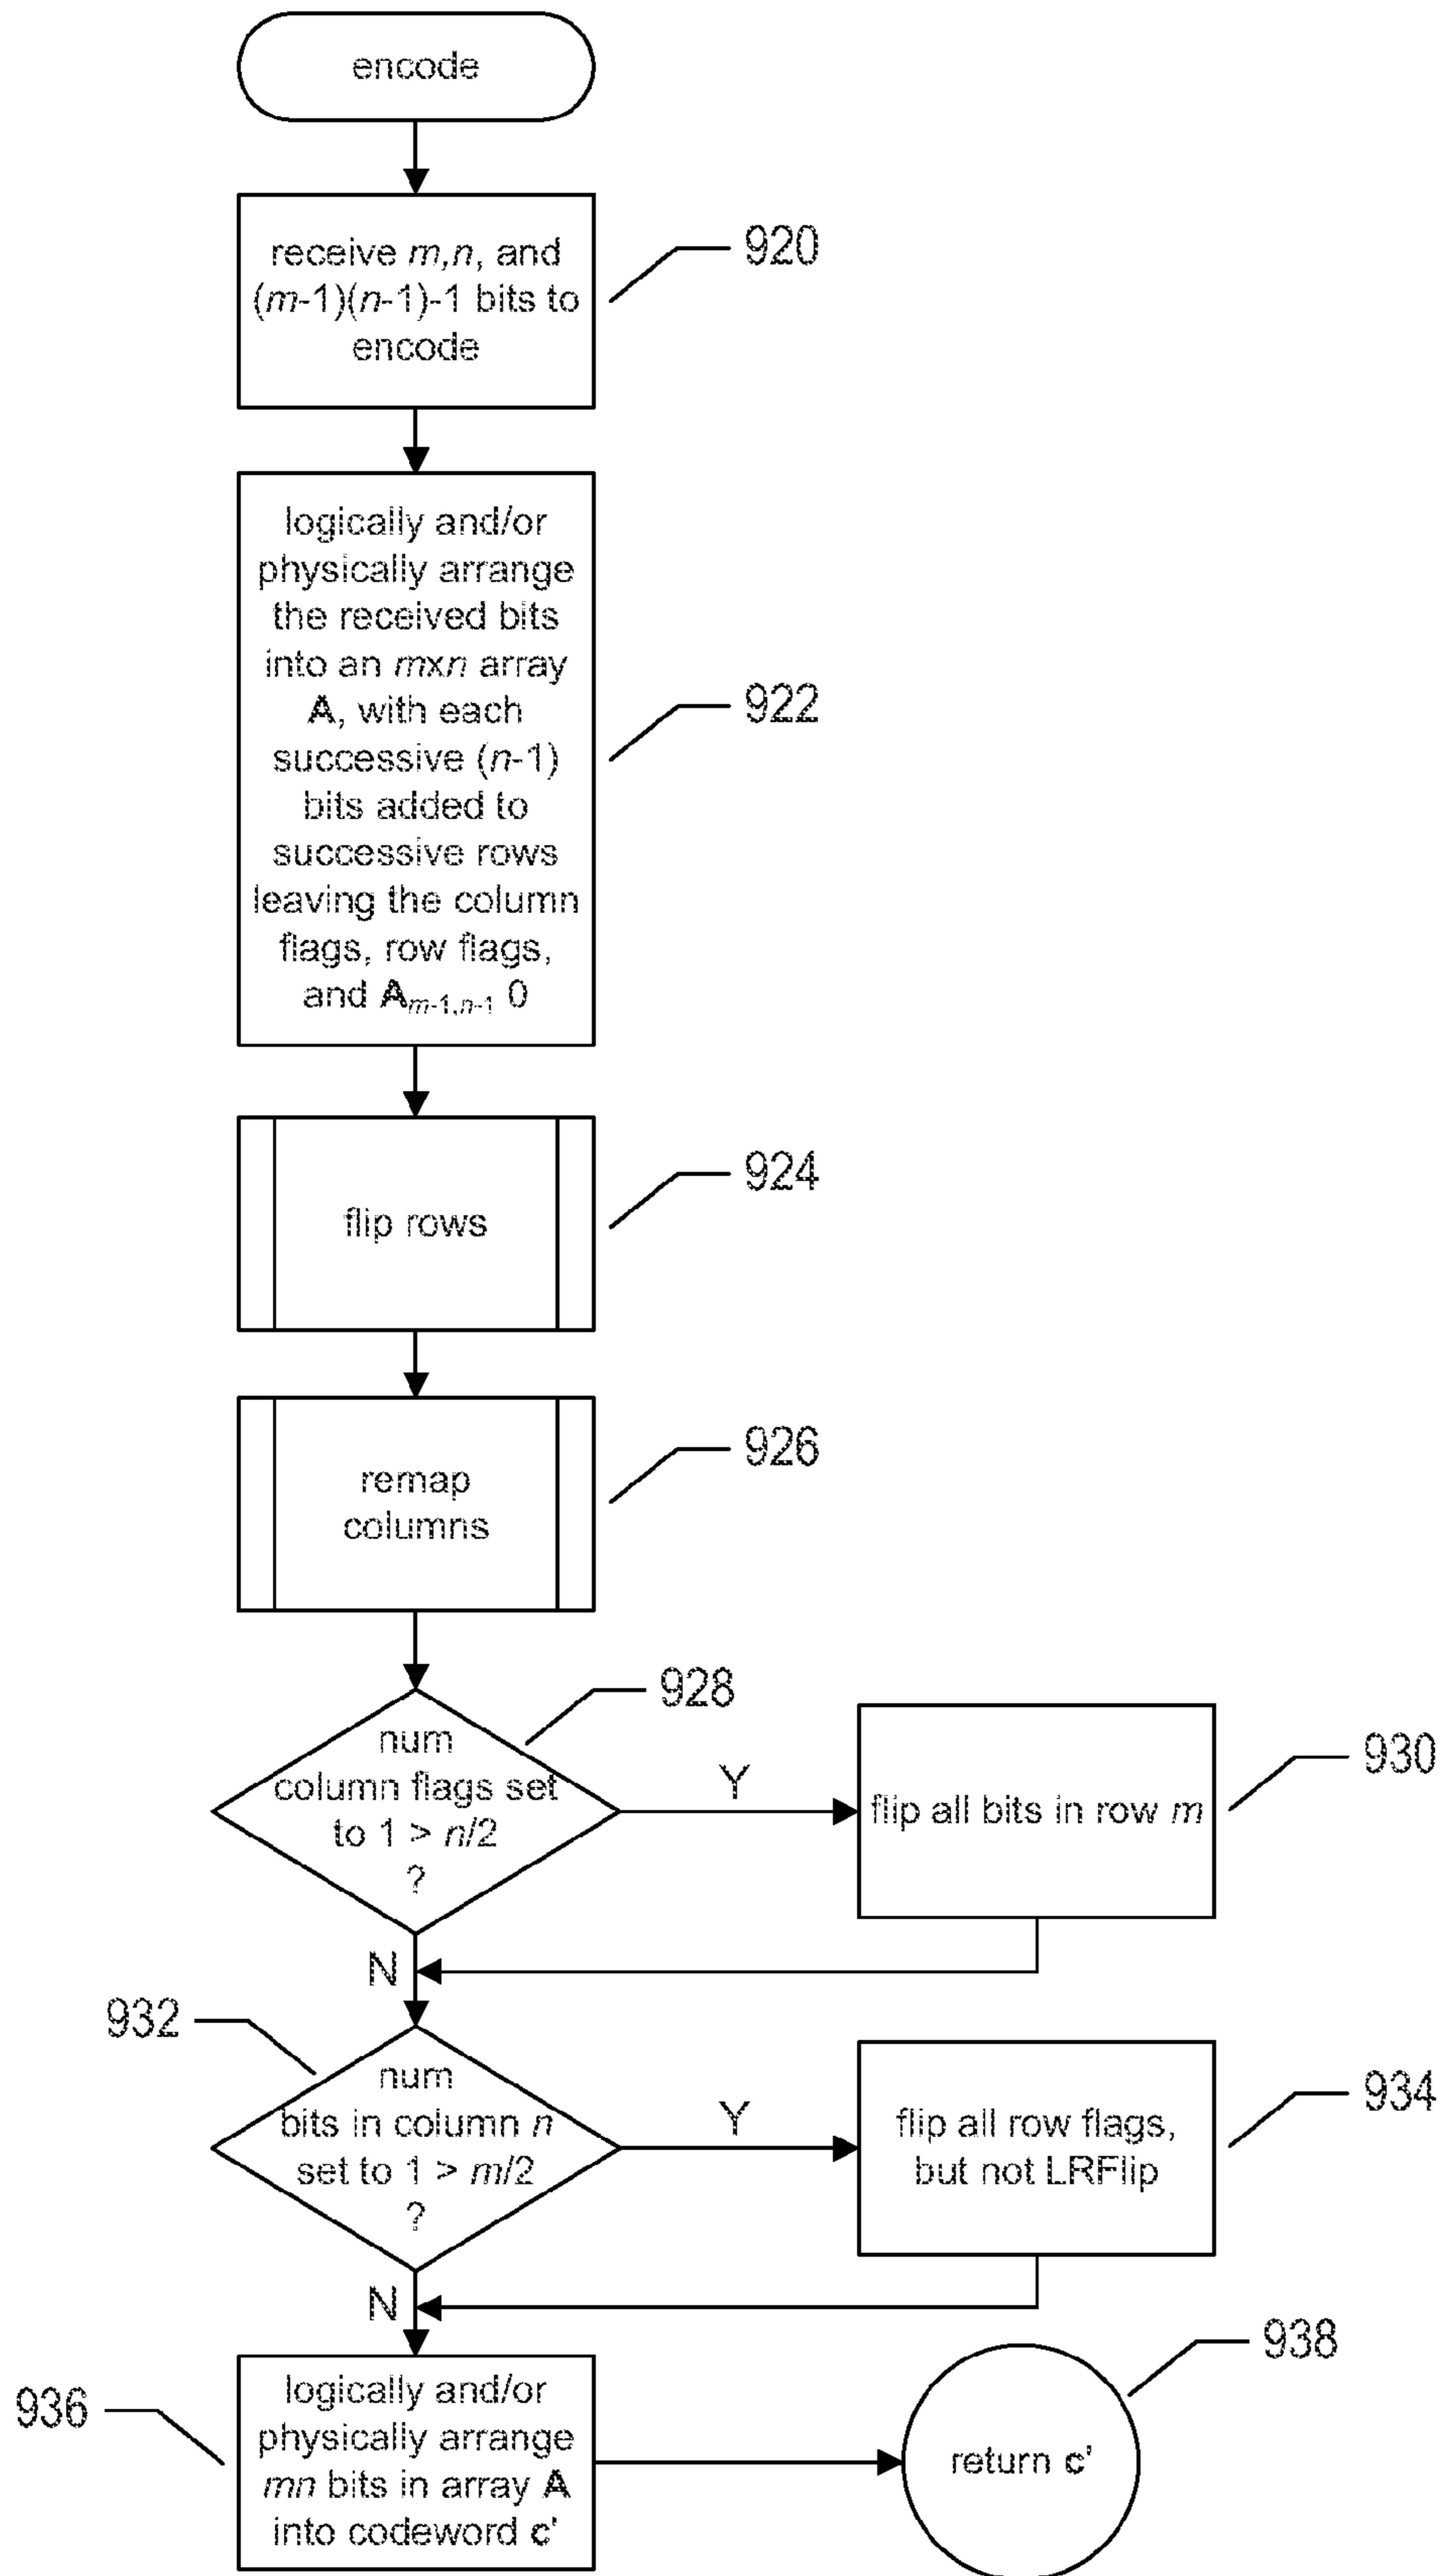 encode
receive m,n, and
(m-1)(n-1)-1 bits to
encode
920
logically and/or
physically arrange
the received bits
into an mxn array
A, with each
successive (n-1)
bits added to
successive rows
leaving the column
flags, row flags,
and Am-1,n-1 0
922
flip rows
924
remap
columns
926
num
column flags set
to 1 > n/2
?
928
Y
flip all bits in row m
930
N
932
num
bits in column n
set to 1 > m/2
?
Y
flip all row flags,
but not LRFlip
934
N
936
logically and/or
physically arrange
mn bits in array A
into codeword c'
return c'
938